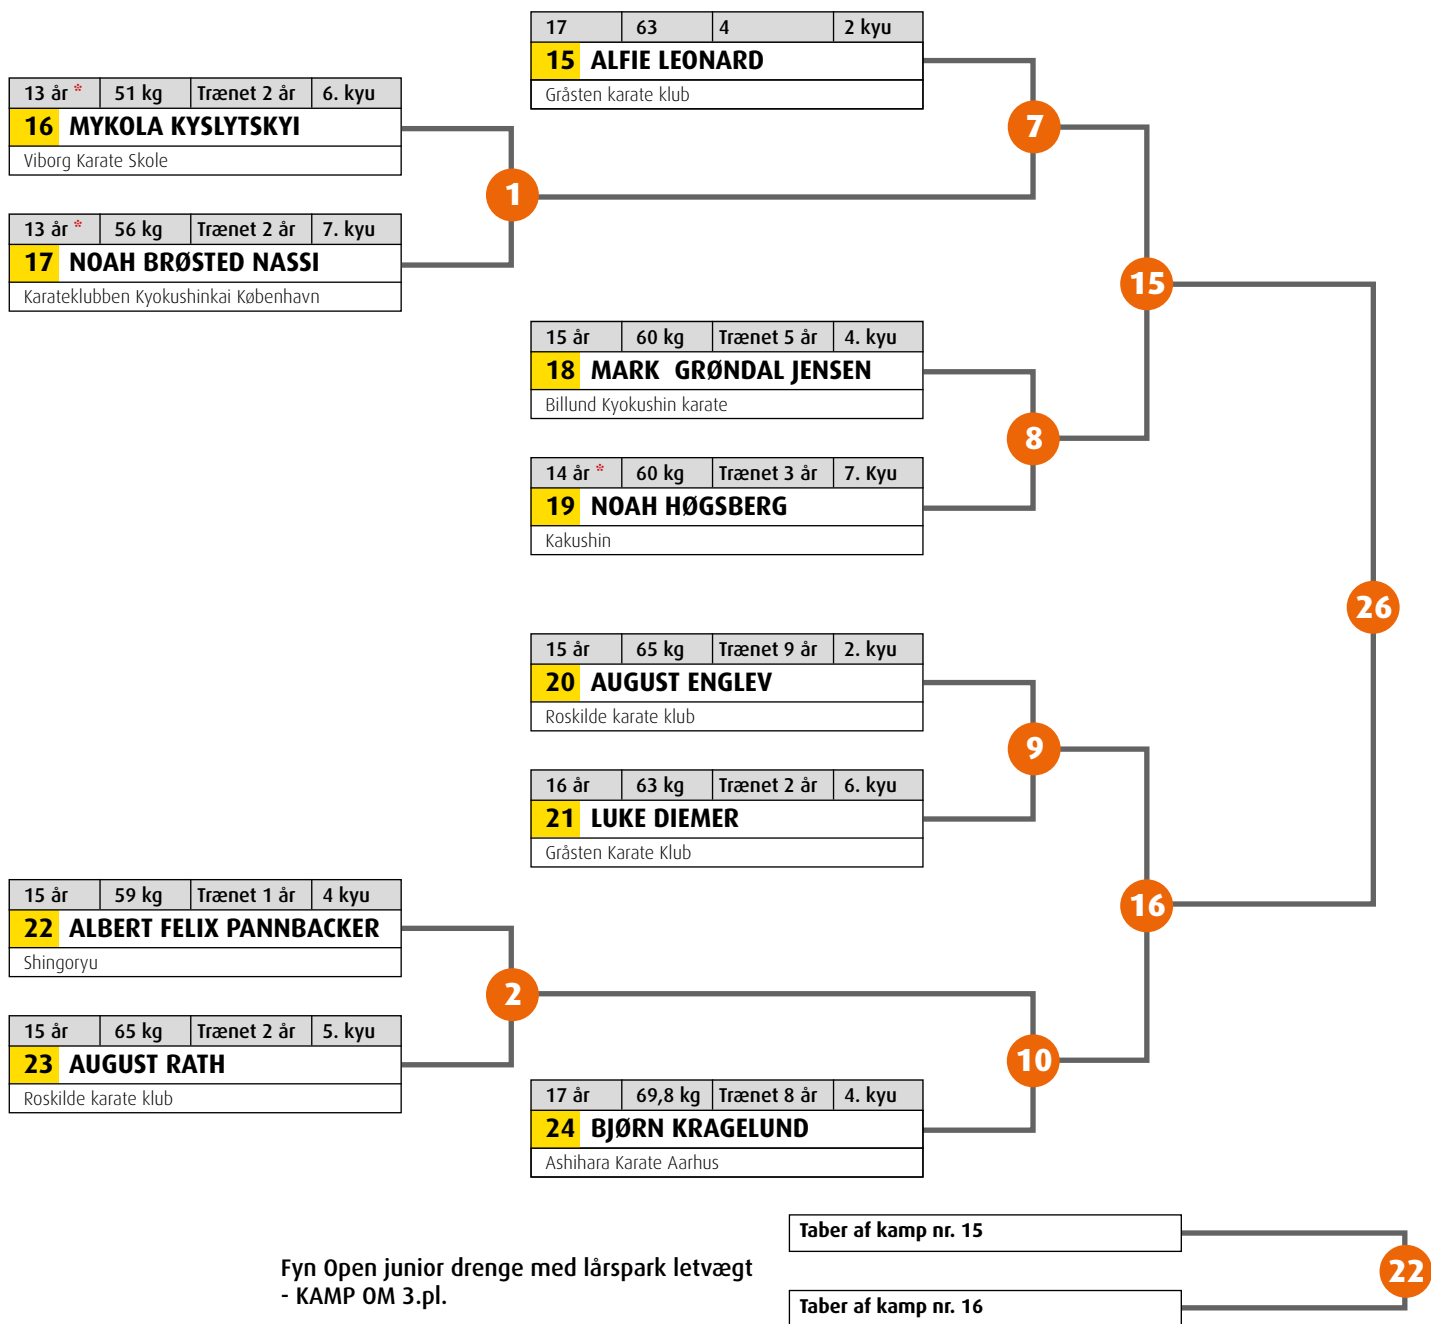 17 63 4 2 kyu
15 ALFIE LEONARD
Gråsten karate klub
13 år * 51 kg Trænet 2 år 6. kyu
16 MYKOLA KYSLYTSKYI
Viborg Karate Skole
7
1
13 år * 56 kg Trænet 2 år 7. kyu
17 NOAH BRØSTED NASSI
Karateklubben Kyokushinkai København
15
15 år 60 kg Trænet 5 år 4. kyu
18 MARK GRØNDAL JENSEN
Billund Kyokushin karate
8
14 år * 60 kg Trænet 3 år 7. Kyu
19 NOAH HØGSBERG
Kakushin
26
15 år 65 kg Trænet 9 år 2. kyu
20 AUGUST ENGLEV
Roskilde karate klub
9
16 år 63 kg Trænet 2 år 6. kyu
21 LUKE DIEMER
Gråsten Karate Klub
15 år 59 kg Trænet 1 år 4 kyu
22 ALBERT FELIX PANNBACKER
Shingoryu
16
2
15 år 65 kg Trænet 2 år 5. kyu
23 AUGUST RATH
Roskilde karate klub
10
17 år 69,8 kg Trænet 8 år 4. kyu
24 BJØRN KRAGELUND
Ashihara Karate Aarhus
Taber af kamp nr. 15
Fyn Open junior drenge med lårspark letvægt
- KAMP OM 3.pl.
22
Taber af kamp nr. 16